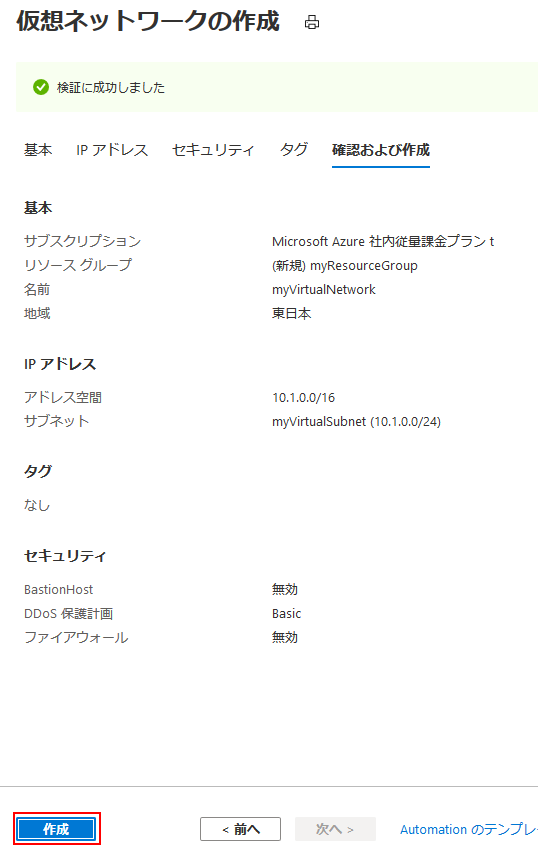 仮想ネットワークの作成
検証に成功しました
基本 IP アドレス セキュリティ タグ 確認および作成
基本
サブスクリプション Microsoft Azure 社内従量課金プラン t
リソース グループ (新規) myResourceGroup
名前 myVirtualNetwork
地域 東日本
IP アドレス
アドレス空間 10.1.0.0/16
サブネット myVirtualSubnet (10.1.0.0/24)
タグ
なし
セキュリティ
BastionHost 無効
DDoS 保護計画 Basic
ファイアウォール 無効
作成 < 前へ 次へ > Automation のテンプレ